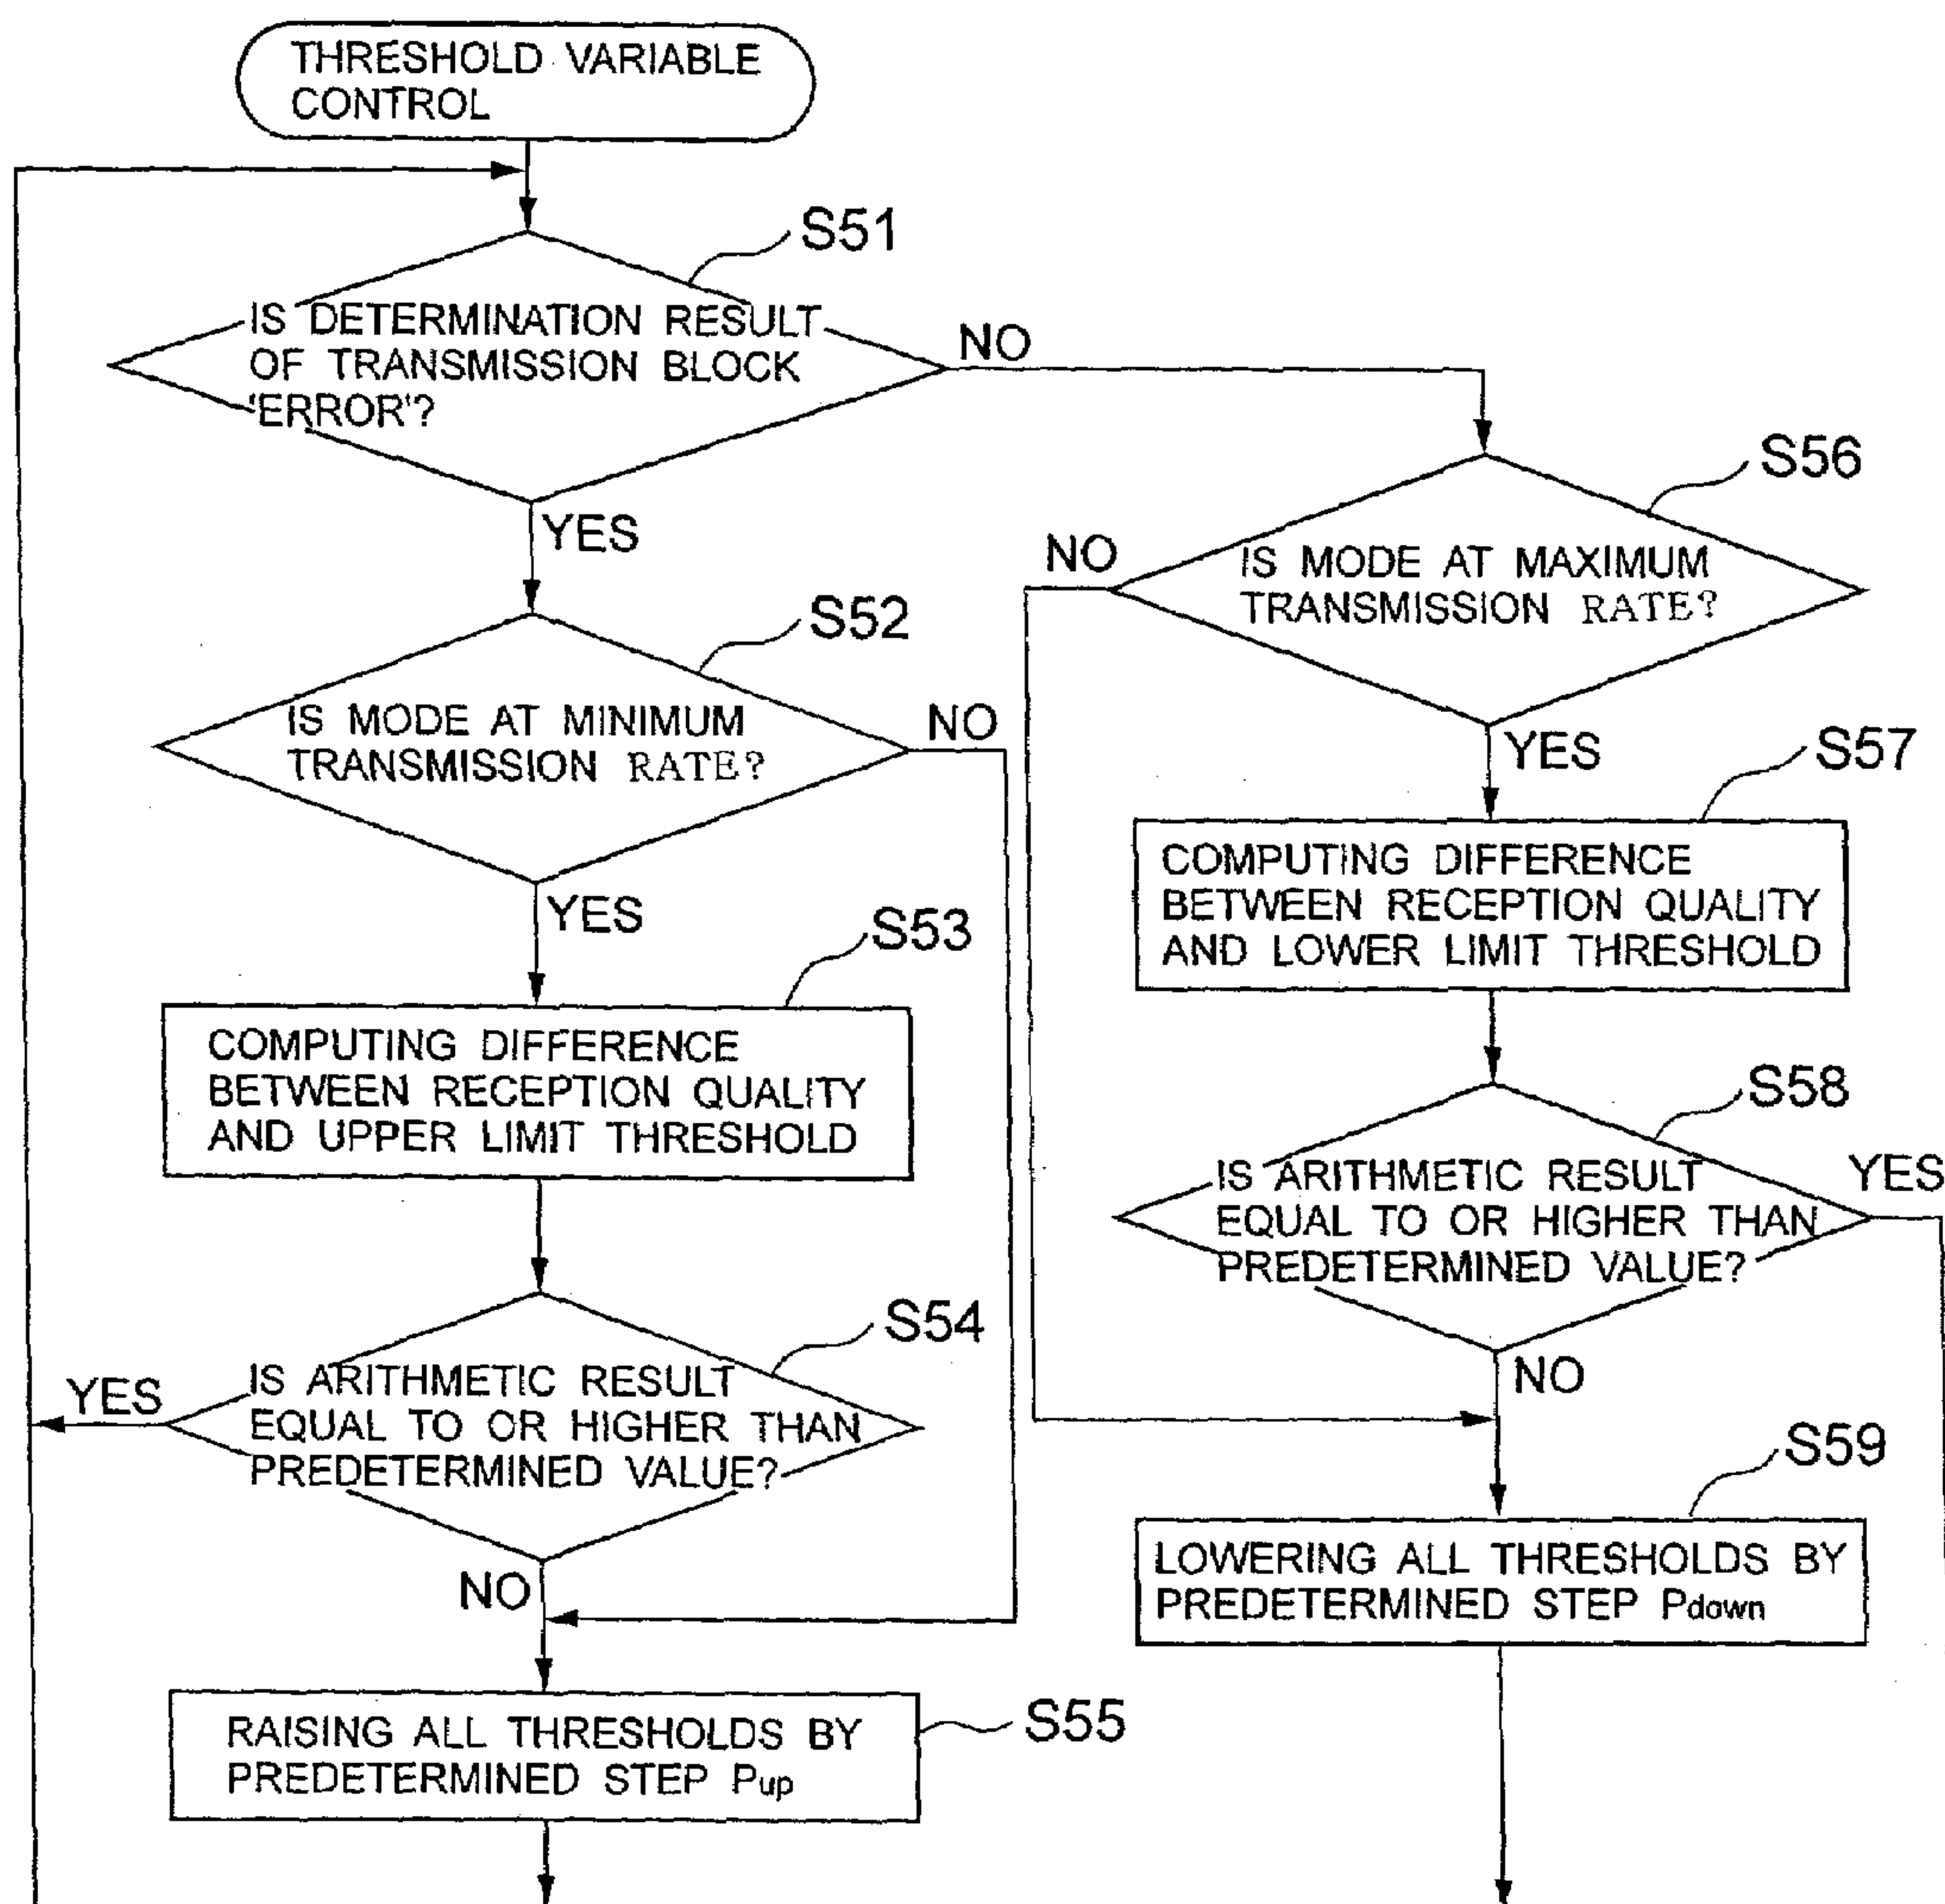 THRESHOLD VARIABLE
CONTROL
S51
IS DETERMINATION RESULT
OF TRANSMISSION BLOCK
'ERROR'?
NO
YES
S52
IS MODE AT MINIMUM
TRANSMISSION RATE?
NO
YES
S53
COMPUTING DIFFERENCE
BETWEEN RECEPTION QUALITY
AND UPPER LIMIT THRESHOLD
S54
IS ARITHMETIC RESULT
EQUAL TO OR HIGHER THAN
PREDETERMINED VALUE?
YES
NO
S55
RAISING ALL THRESHOLDS BY
PREDETERMINED STEP Pup
S56
IS MODE AT MAXIMUM
TRANSMISSION RATE?
NO
YES
S57
COMPUTING DIFFERENCE
BETWEEN RECEPTION QUALITY
AND LOWER LIMIT THRESHOLD
S58
IS ARITHMETIC RESULT
EQUAL TO OR HIGHER THAN
PREDETERMINED VALUE?
YES
NO
S59
LOWERING ALL THRESHOLDS BY
PREDETERMINED STEP Pdown